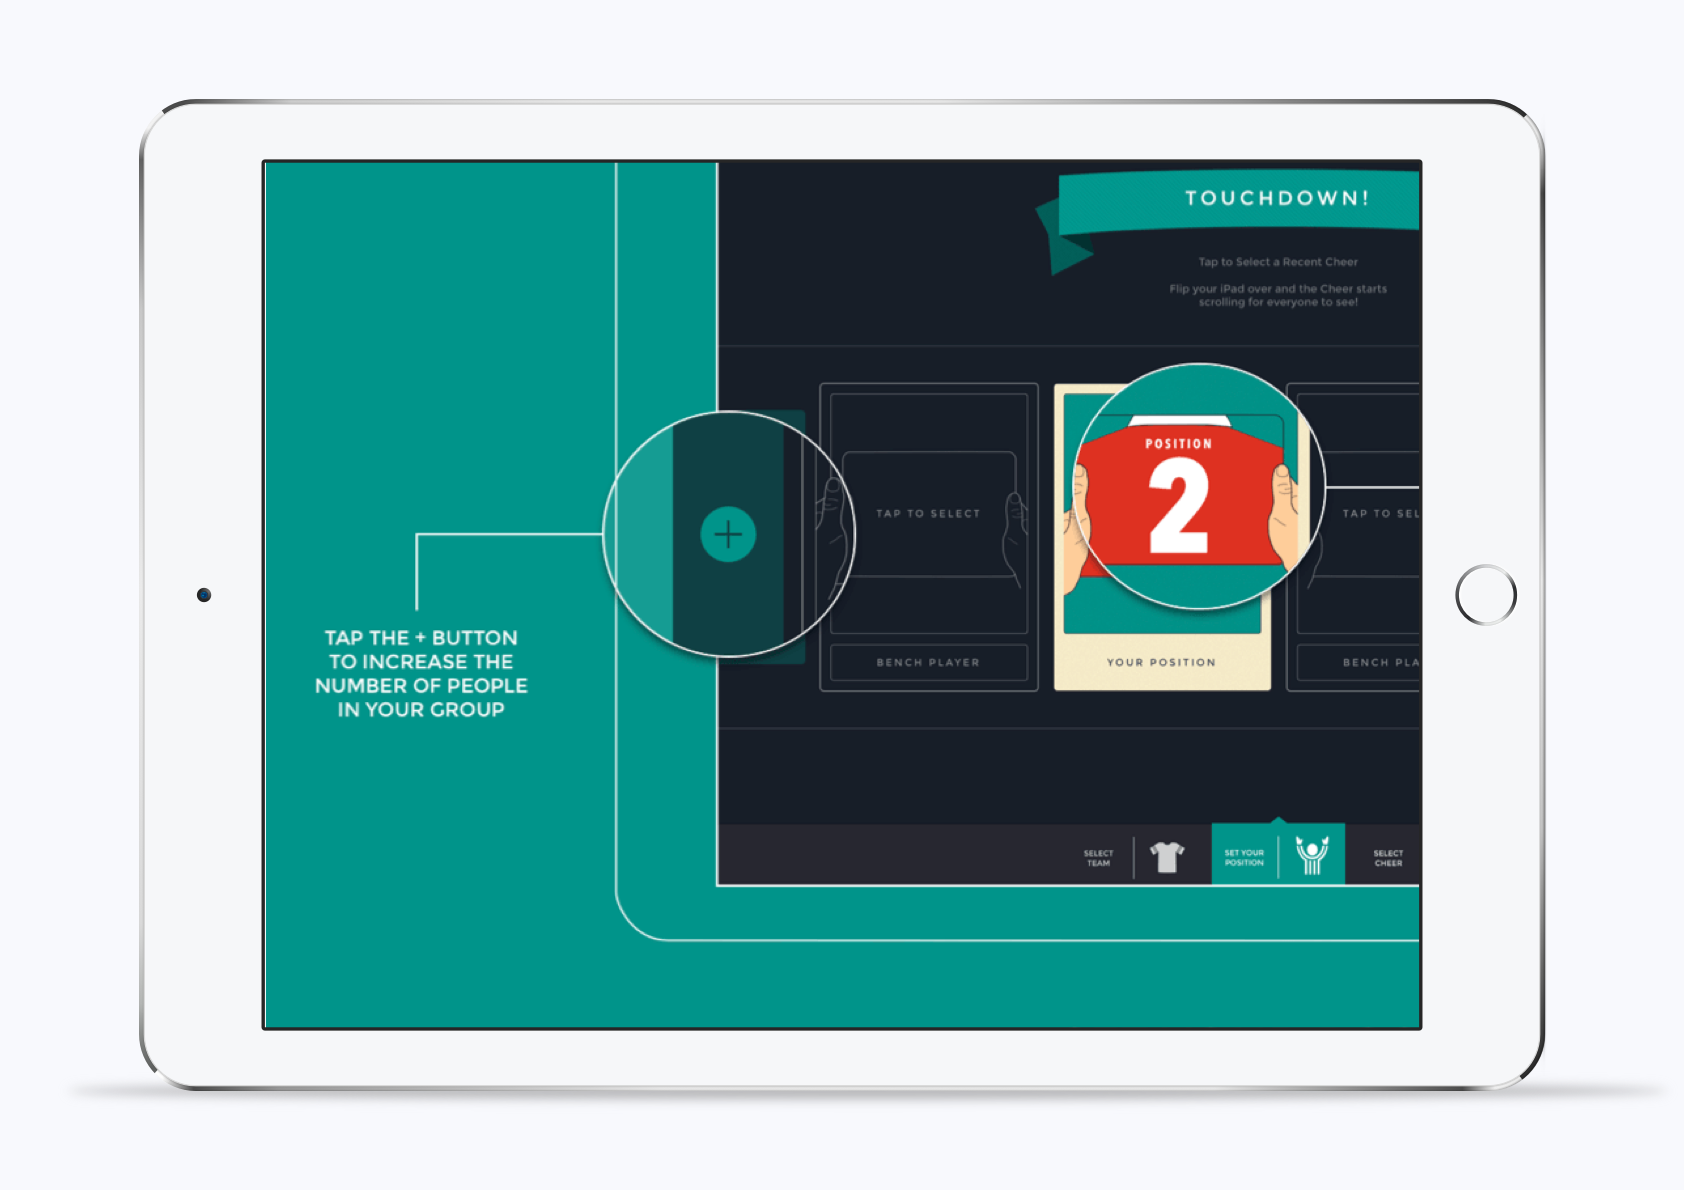 TOUCHDOWN!
Tap to Select a Recent Cheer
Flip your iPad over and the Cheer starts
scrolling for everyone to see!
TAP THE + BUTTON
TO INCREASE THE
NUMBER OF PEOPLE
IN YOUR GROUP
TAP TO SELECT
BENCH PLAYER
POSITION
2
YOUR POSITION
TAP TO SEL
BENCH PLA
SELECT
TEAM
SET YOUR
POSITION
SELECT
CHEER